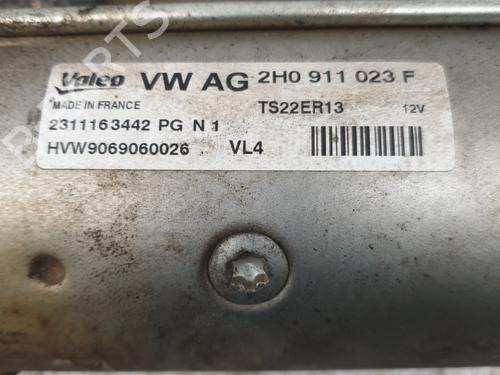 Valeo VW AG 2H0 911 023 F
MADE IN FRANCE TS22ER13 12V
2311163442 PG N 1
HVW9069060026 VL4